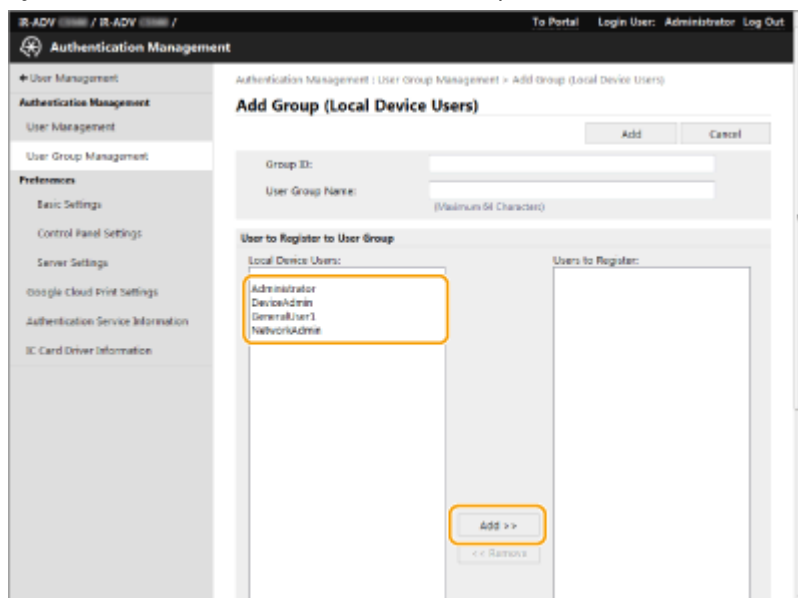 iR-ADV / iR-ADV /
To Portal Login User: Administrator Log Out
Authentication Management
User Management
Authentication Management
User Management
User Group Management
Preferences
Basic Settings
Control Panel Settings
Server Settings
Google Cloud Print Settings
Authentication Service Information
IC Card Driver Information
Authentication Management : User Group Management > Add Group (Local Device Users)
Add Group (Local Device Users)
Add Cancel
Group ID:
User Group Name:
(Maximum 64 Characters)
User to Register to User Group
Local Device Users: Users to Register:
Administrator
DeviceAdmin
GeneralUser1
NetworkAdmin
Add >>
<< Remove